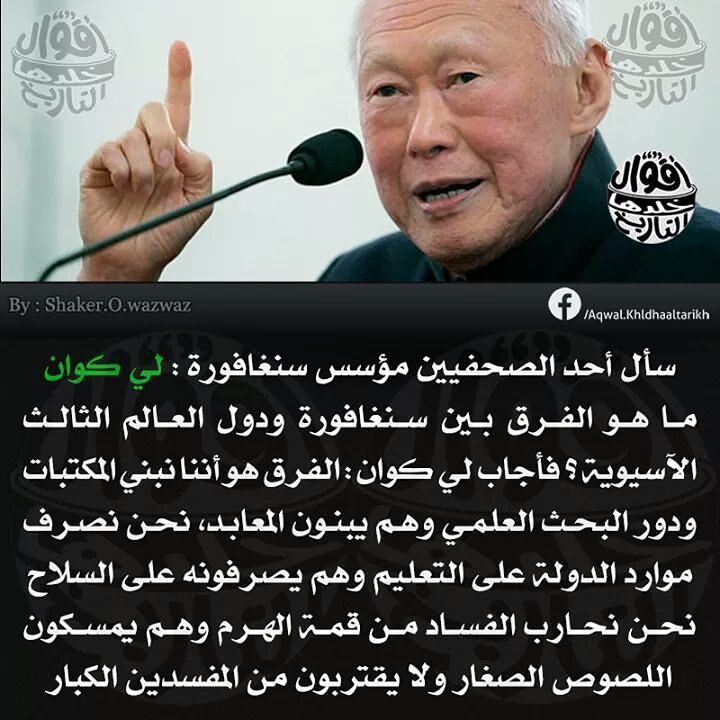 أقوال
خلدها
التاريخ
أقوال
خلدها
التاريخ
أقوال
خلدها
التاريخ
By : Shaker.O.wazwaz
f /Aqwal.Khldhaaltarikh
سأل أحد الصحفيين مؤسس سنغافورة : لي كوان
ما هو الفرق بين سنغافورة ودول العالم الثالث
الآسيوية ؟ فأجاب لي كوان : الفرق هو أننا نبني المكتبات
ودور البحث العلمي وهم يبنون المعابد، نحن نصرف
موارد الدولة على التعليم وهم يصرفونه على السلاح
نحن نحارب الفساد من قمة الهرم وهم يمسكون
اللصوص الصغار ولا يقتربون من المفسدين الكبار